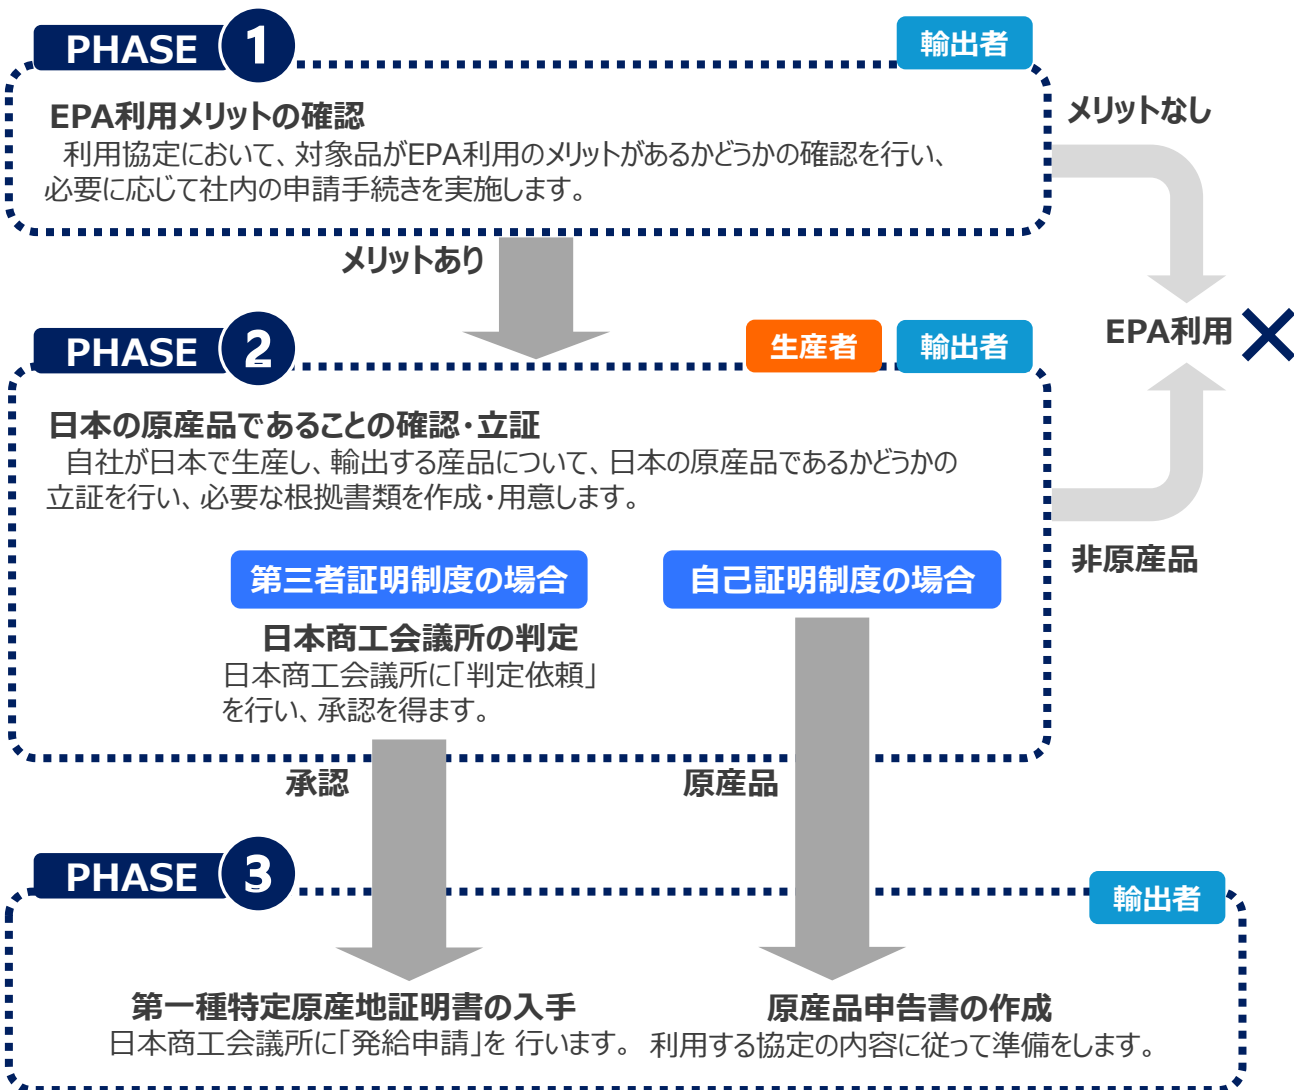 PHASE 1
輸出者
EPA利用メリットの確認
利用協定において、対象品がEPA利用のメリットがあるかどうかの確認を行い、
必要に応じて社内の申請手続きを実施します。
メリットなし
メリットあり
EPA利用
PHASE 2
生産者
輸出者
日本の原産品であることの確認・立証
自社が日本で生産し、輸出する産品について、日本の原産品であるかどうかの
立証を行い、必要な根拠書類を作成・用意します。
非原産品
第三者証明制度の場合
自己証明制度の場合
日本商工会議所の判定
日本商工会議所に「判定依頼」
を行い、承認を得ます。
承認
原産品
PHASE 3
輸出者
第一種特定原産地証明書の入手
日本商工会議所に「発給申請」を 行います。
原産品申告書の作成
利用する協定の内容に従って準備をします。